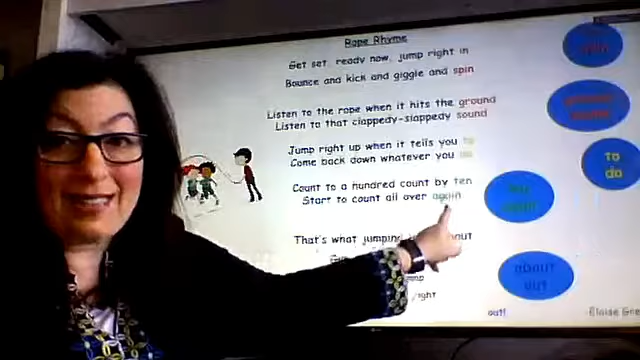 Rope Rhyme
Get set, ready now, jump right in
Bounce and kick and giggle and spin
Listen to the rope when it hits the ground
Listen to that clappedy-slappedy sound
Jump right up when it tells you to
Come back down whatever you do
Count to a hundred count by ten
Start to count all over again
That's what jumping
right
out!
Eloise Gre
to
do
about
out